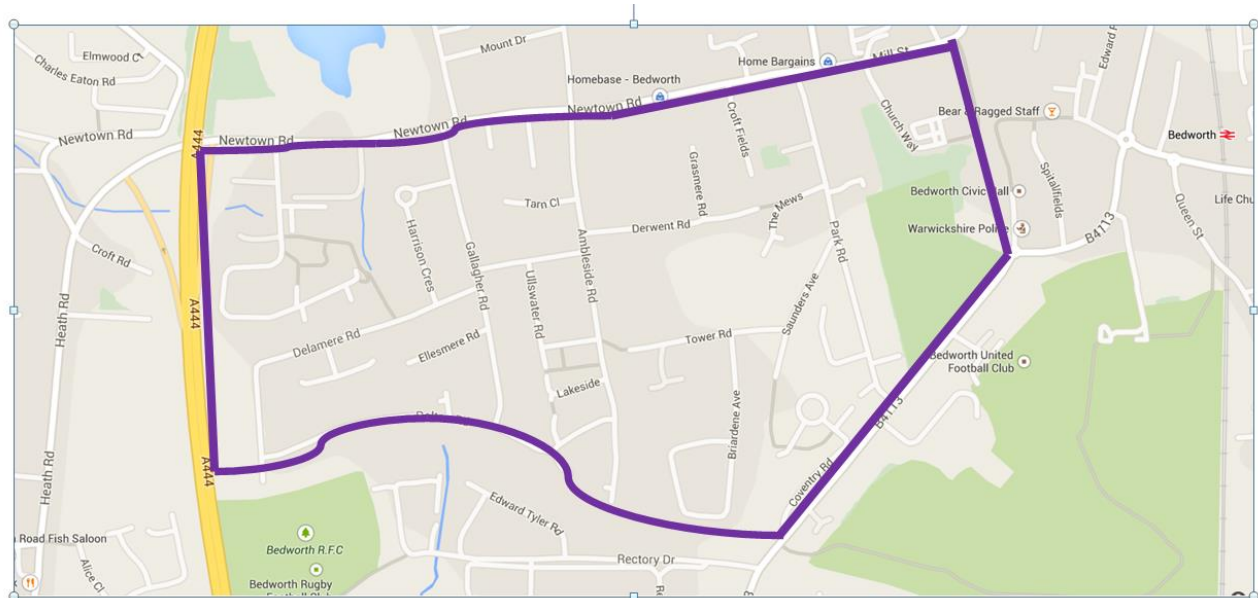 Elmwood C
Charles Eaton Rd
Mount Dr
Home Bargains
Mill St
Edward
Homebase - Bedworth
Newtown Rd
Newtown Rd
Newtown Rd
Newtown Rd
A444
Croft Fields
Church Way
Bear & Ragged Staff
Bedworth
Grasmere Rd
Spitalfields
Bedworth Civic Hall
Life Chu
Queen St
Tarn Cl
The Mews
Derwent Rd
Warwickshire Police
B4113
Harrison Cres
Gallagher Rd
Ullswater Rd
Ambleside Rd
Park Rd
Croft Rd
Heath Rd
A444
Saunders Ave
Delamere Rd
Ellesmere Rd
Tower Rd
Bedworth United
Football Club
Lakeside
Briardene Ave
B4113
Heath Rd
A444
Coventry Rd
Edward Tyler Rd
Road Fish Saloon
Alice Cl
Bedworth R.F.C
Rectory Dr
Bedworth Rugby